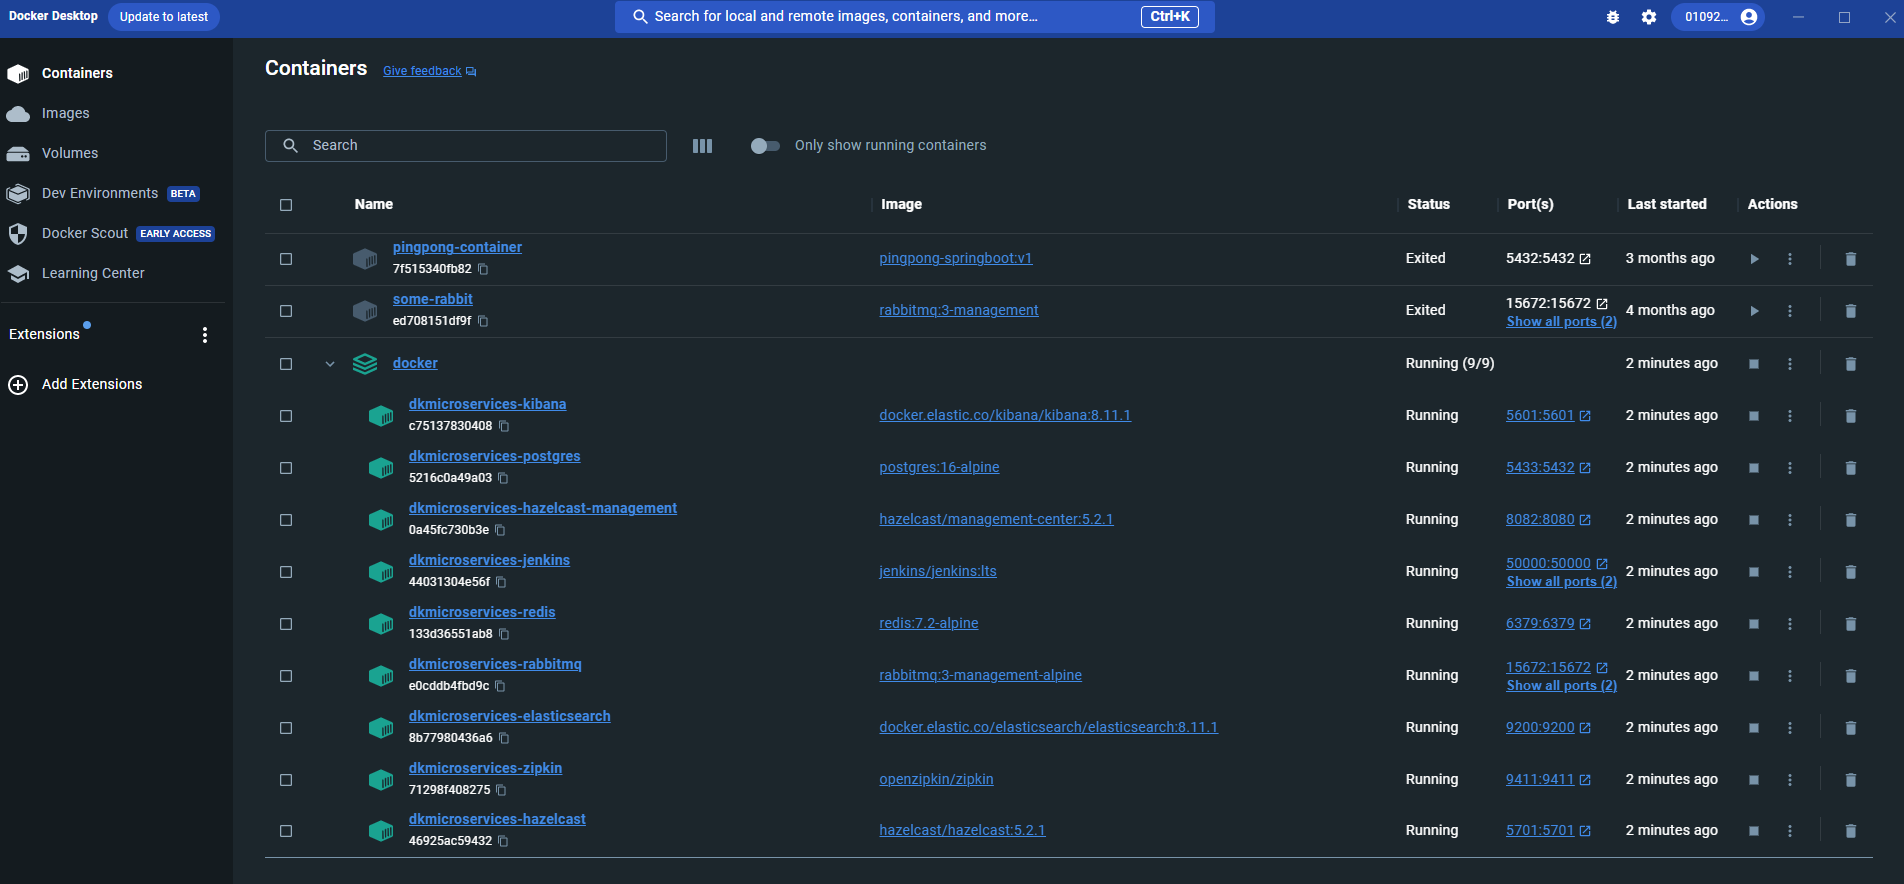 Docker Desktop Update to latest Search for local and remote images, containers, and more... Ctrl+K 01092...
Containers
Images
Volumes
Dev Environments BETA
Docker Scout EARLY ACCESS
Learning Center
Extensions
Add Extensions
Containers Give feedback
Search Only show running containers
Name Image Status Port(s) Last started Actions
pingpong-container
7f515340fb82
pingpong-springboot:v1 Exited 5432:5432 3 months ago
some-rabbit
ed708151df9f
rabbitmq:3-management Exited 15672:15672 4 months ago
Show all ports (2)
docker Running (9/9) 2 minutes ago
dkmicroservices-kibana
c75137830408
docker.elastic.co/kibana/kibana:8.11.1 Running 5601:5601 2 minutes ago
dkmicroservices-postgres
5216c0a49a03
postgres:16-alpine Running 5433:5432 2 minutes ago
dkmicroservices-hazelcast-management
0a45fc730b3e
hazelcast/management-center:5.2.1 Running 8082:8080 2 minutes ago
dkmicroservices-jenkins
44031304e56f
jenkins/jenkins:lts Running 50000:50000 2 minutes ago
Show all ports (2)
dkmicroservices-redis
133d36551ab8
redis:7.2-alpine Running 6379:6379 2 minutes ago
dkmicroservices-rabbitmq
e0cddb4fbd9c
rabbitmq:3-management-alpine Running 15672:15672 2 minutes ago
Show all ports (2)
dkmicroservices-elasticsearch
8b77980436a6
docker.elastic.co/elasticsearch/elasticsearch:8.11.1 Running 9200:9200 2 minutes ago
dkmicroservices-zipkin
71298f408275
openzipkin/zipkin Running 9411:9411 2 minutes ago
dkmicroservices-hazelcast
46925ac59432
hazelcast/hazelcast:5.2.1 Running 5701:5701 2 minutes ago